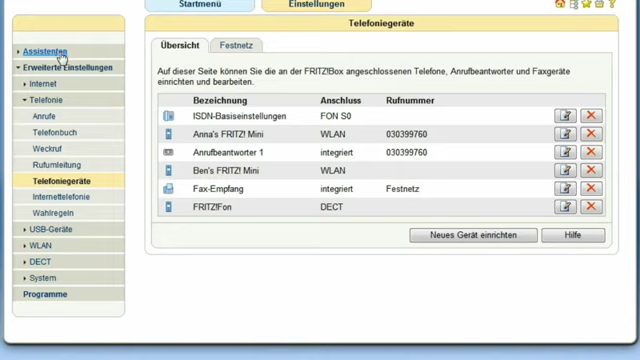 Startmenü
Einstellungen
Telefoniegeräte
Assistenten
Erweiterte Einstellungen
Internet
Telefonie
Anrufe
Telefonbuch
Weckruf
Rufumleitung
Telefoniegeräte
Internettelefonie
Wahlregeln
USB-Geräte
WLAN
DECT
System
Programme
Übersicht
Festnetz
Auf dieser Seite können Sie die an der FRITZ!Box angeschlossenen Telefone, Anrufbeantworter und Faxgeräte
einrichten und bearbeiten.
Bezeichnung Anschluss Rufnummer
ISDN-Basiseinstellungen FON S0
Anna's FRITZ! Mini WLAN 030399760
Anrufbeantworter 1 integriert 030399760
Ben's FRITZ! Mini WLAN
Fax-Empfang integriert Festnetz
FRITZ!Fon DECT
Neues Gerät einrichten
Hilfe